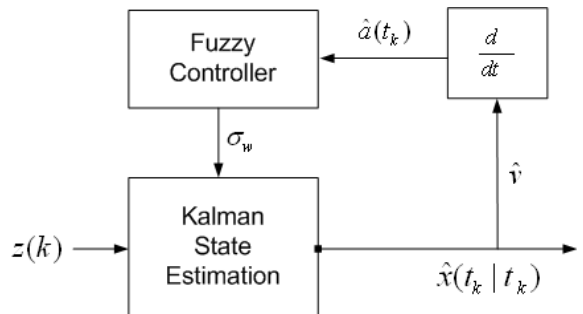 Fuzzy
Controller
â(t_k)
d
dt
σ_w
v̂
z(k)
Kalman
State
Estimation
x̂(t_k | t_k)